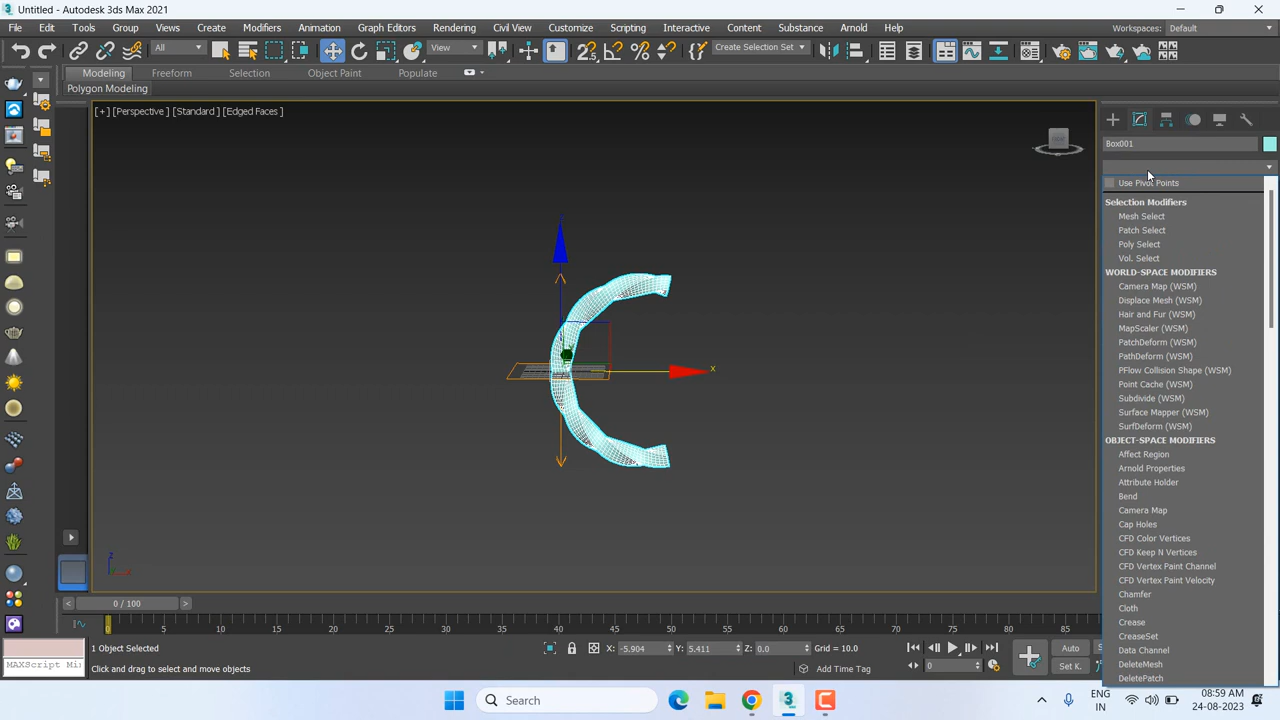 Untitled - Autodesk 3ds Max 2021
File Edit Tools Group Views Create Modifiers Animation Graph Editors Rendering Civil View Customize Scripting Interactive Content Substance Arnold Help Workspaces: Default
All View Create Selection Set
Modeling Freeform Selection Object Paint Populate
Polygon Modeling
[+] [Perspective ] [Standard ] [Edged Faces ]
Box001
Use Pivot Points
Selection Modifiers
Mesh Select
Patch Select
Poly Select
Vol. Select
WORLD-SPACE MODIFIERS
Camera Map (WSM)
Displace Mesh (WSM)
Hair and Fur (WSM)
MapScaler (WSM)
PatchDeform (WSM)
PathDeform (WSM)
PFlow Collision Shape (WSM)
Point Cache (WSM)
Subdivide (WSM)
Surface Mapper (WSM)
SurfDeform (WSM)
OBJECT-SPACE MODIFIERS
Affect Region
Arnold Properties
Attribute Holder
Bend
Camera Map
Cap Holes
CFD Color Vertices
CFD Keep N Vertices
CFD Vertex Paint Channel
CFD Vertex Paint Velocity
Chamfer
Cloth
Crease
CreaseSet
Data Channel
DeleteMesh
DeletePatch
x
z
x
< 0 / 100 >
0 5 10 15 20 25 30 35 40 45 50 55 60 65 70 75 80 85
1 Object Selected X: -5.904 Y: 5.411 Z: 0.0 Grid = 10.0 Auto
MAXScript Mi Click and drag to select and move objects Add Time Tag 0 Set K.
Search
ENG
IN
08:59 AM
24-08-2023